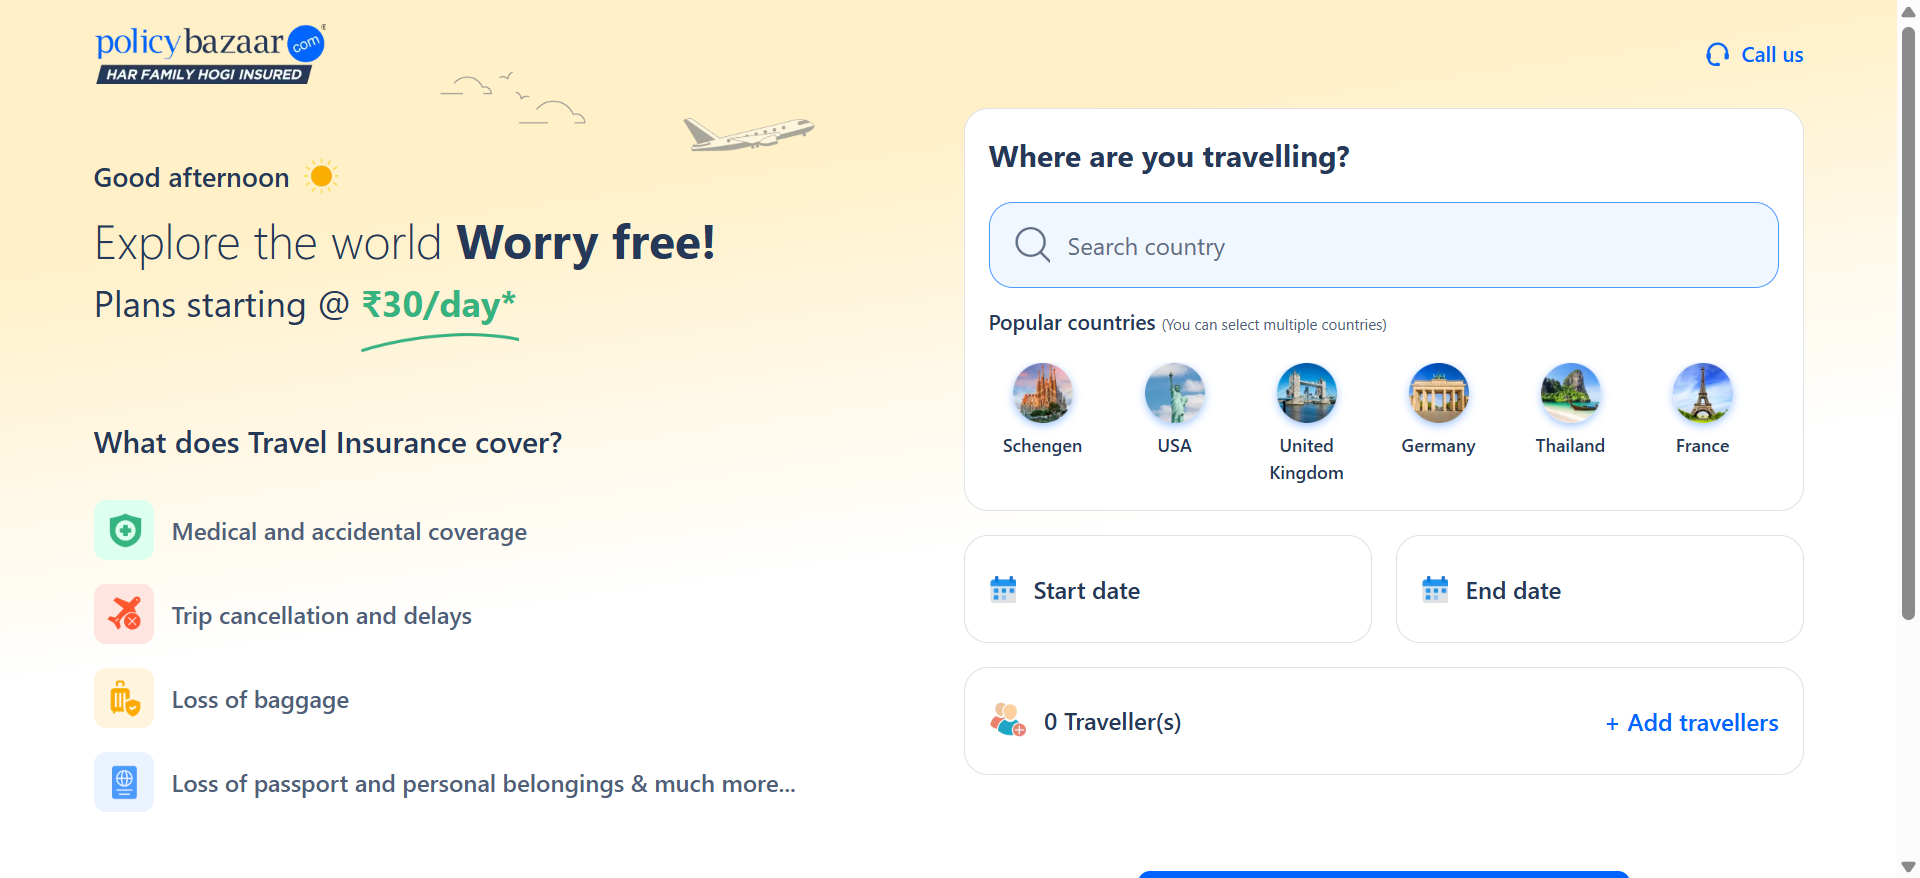 policybazaar com
HAR FAMILY HOGI INSURED
Call us
Good afternoon
Explore the world Worry free!
Plans starting @ ₹30/day*
What does Travel Insurance cover?
Medical and accidental coverage
Trip cancellation and delays
Loss of baggage
Loss of passport and personal belongings & much more...
Where are you travelling?
Search country
Popular countries (You can select multiple countries)
Schengen
USA
United
Kingdom
Germany
Thailand
France
Start date
End date
0 Traveller(s)
+ Add travellers